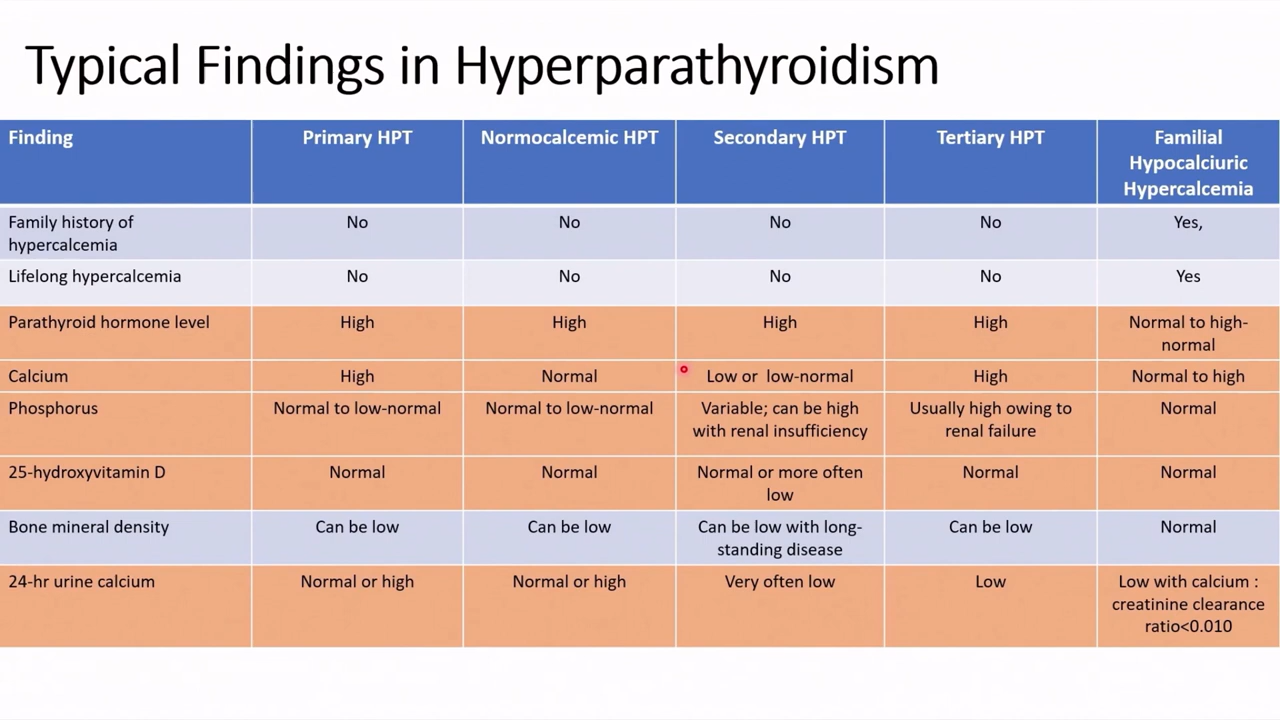 Typical Findings in Hyperparathyroidism
Finding
Primary HPT
Normocalcemic HPT
Secondary HPT
Tertiary HPT
Familial
Hypocalciuric
Hypercalcemia
Family history of
hypercalcemia
No
No
No
No
Yes,
Lifelong hypercalcemia
No
No
No
No
Yes
Parathyroid hormone level
High
High
High
High
Normal to high-
normal
Calcium
High
Normal
Low or low-normal
High
Normal to high
Phosphorus
Normal to low-normal
Normal to low-normal
Variable; can be high
with renal insufficiency
Usually high owing to
renal failure
Normal
25-hydroxyvitamin D
Normal
Normal
Normal or more often
low
Normal
Normal
Bone mineral density
Can be low
Can be low
Can be low with long-
standing disease
Can be low
Normal
24-hr urine calcium
Normal or high
Normal or high
Very often low
Low
Low with calcium :
creatinine clearance
ratio<0.010